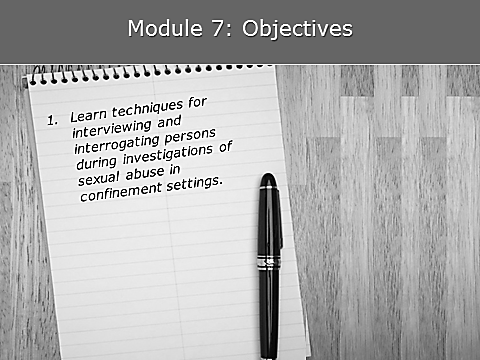 Module 7: Objectives
1. Learn techniques for
interviewing and
interrogating persons
during investigations of
sexual abuse in
confinement settings.